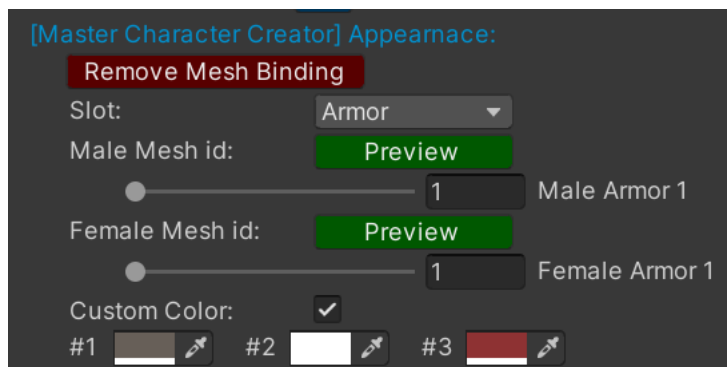 [Master Character Creator] Appearnace:
Remove Mesh Binding
Slot: Armor
Male Mesh id: Preview
1 Male Armor 1
Female Mesh id: Preview
1 Female Armor 1
Custom Color:
#1 #2 #3